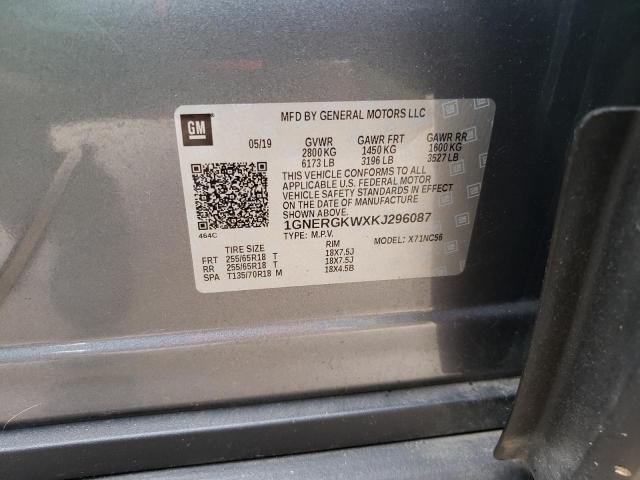 GM
MFD BY GENERAL MOTORS LLC
05/19 GVWR GAWR FRT GAWR RR
2800 KG 1450 KG 1600 KG
6173 LB 3196 LB 3527 LB
THIS VEHICLE CONFORMS TO ALL
APPLICABLE U.S. FEDERAL MOTOR
VEHICLE SAFETY STANDARDS IN EFFECT ON
THE DATE OF MANUFACTURE
SHOWN ABOVE.
1GNERGKWXKJ296087
464C TYPE: M.P.V. MODEL: X71NC56
TIRE SIZE RIM
FRT 255/65R18 T 18X7.5J
RR 255/65R18 T 18X7.5J
SPA T135/70R18 M 18X4.5B